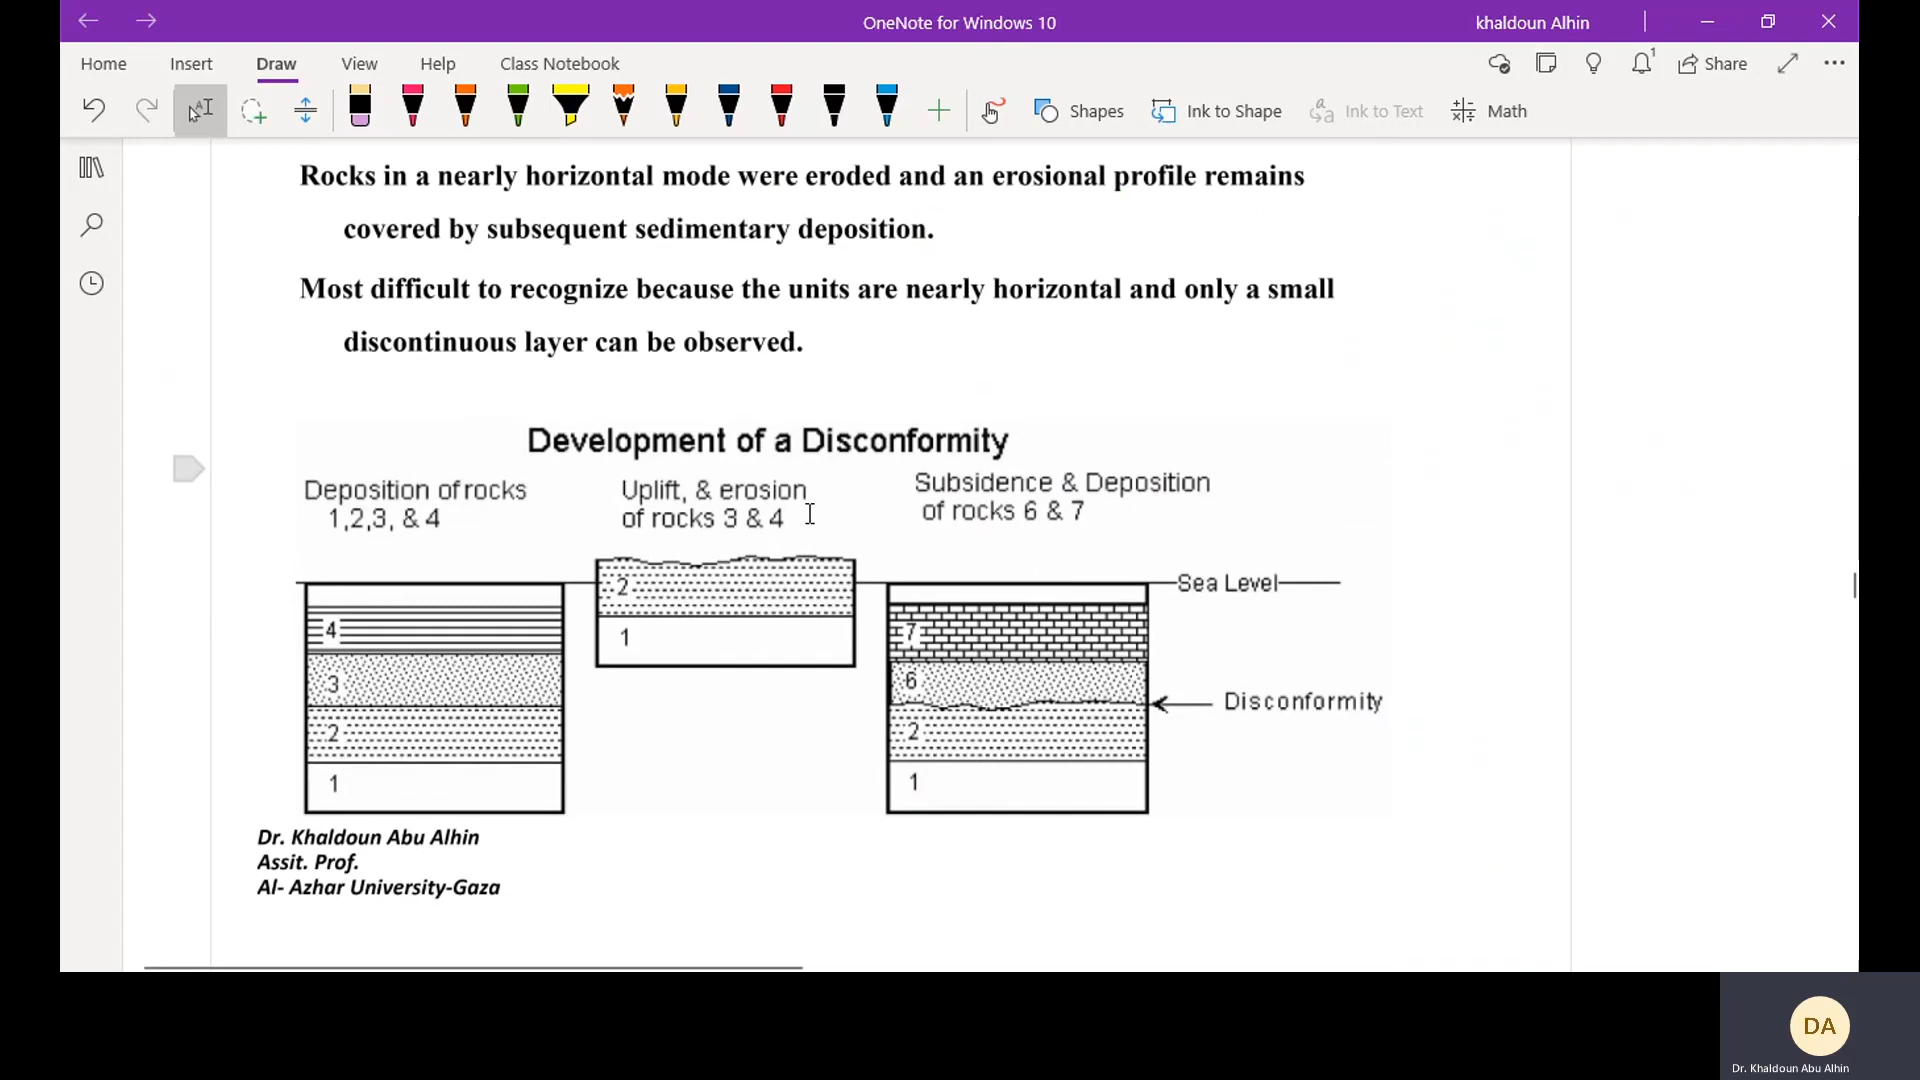 OneNote for Windows 10
khaldoun Alhin
Home Insert Draw View Help Class Notebook
1
Share
Shapes
Ink to Shape
Ink to Text
Math
Rocks in a nearly horizontal mode were eroded and an erosional profile remains
covered by subsequent sedimentary deposition.
Most difficult to recognize because the units are nearly horizontal and only a small
discontinuous layer can be observed.
Development of a Disconformity
Deposition of rocks
1,2,3, & 4
Uplift, & erosion
of rocks 3 & 4
Subsidence & Deposition
of rocks 6 & 7
4
3
2
1
2
1
Sea Level
7
6
2
1
Disconformity
Dr. Khaldoun Abu Alhin
Assit. Prof.
Al- Azhar University-Gaza
DA
Dr. Khaldoun Abu Alhin